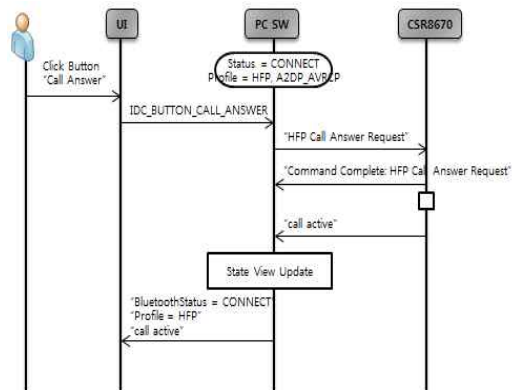 UI
PC SW
CSR8670
Status = CONNECT
Profile = HFP, A2DP_AVRCP
Click Button
"Call Answer"
IDC_BUTTON_CALL_ANSWER
"HFP Call Answer Request"
"Command Complete: HFP Call Answer Request"
"call active"
State View Update
"BluetoothStatus = CONNECT"
"Profile = HFP"
"call active"